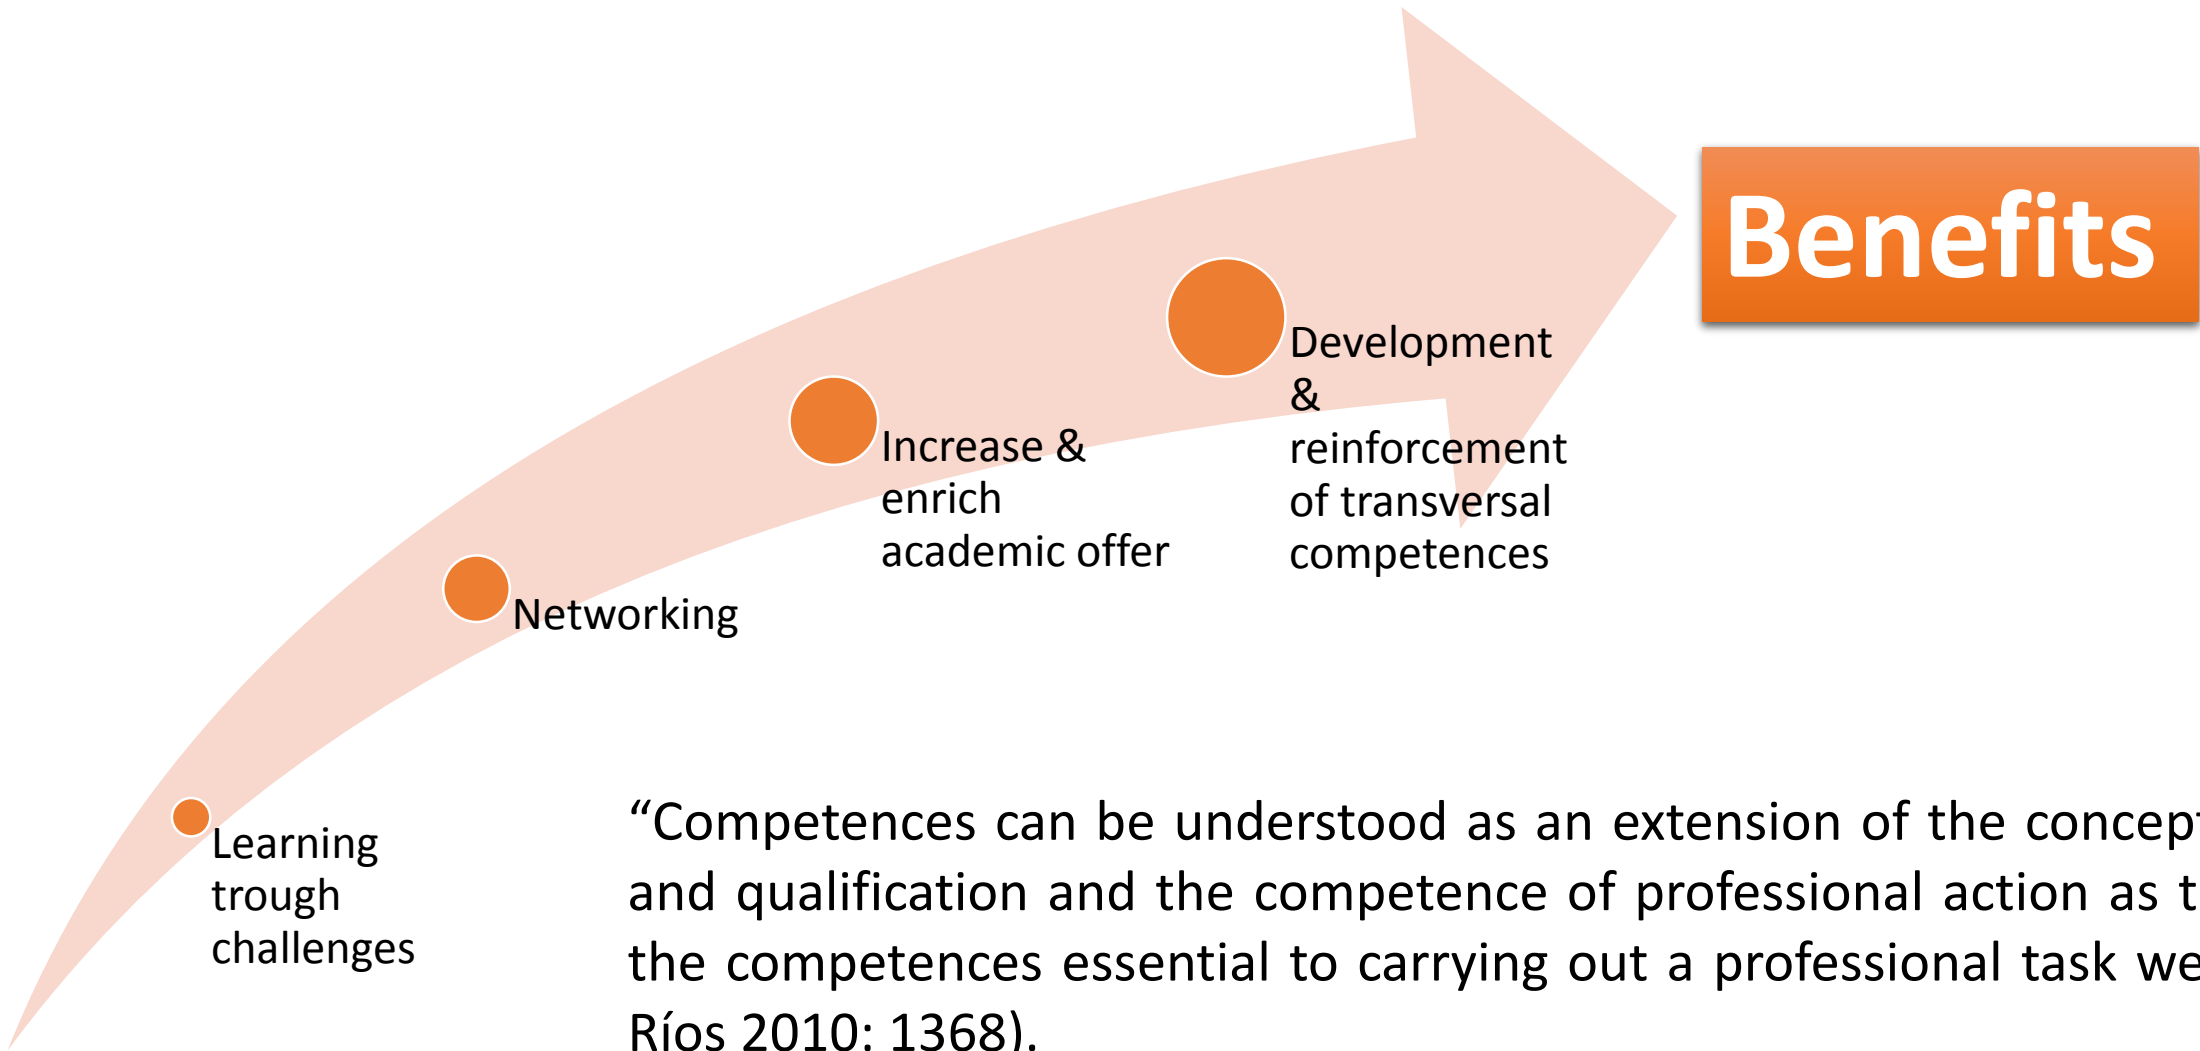 Benefits
Development
&
reinforcement
of transversal
competences
Increase &
enrich
academic offer
Networking
Learning
trough
challenges
“Competences can be understood as an extension of the concept
and qualification and the competence of professional action as
the competences essential to carrying out a professional task
Ríos 2010: 1368).